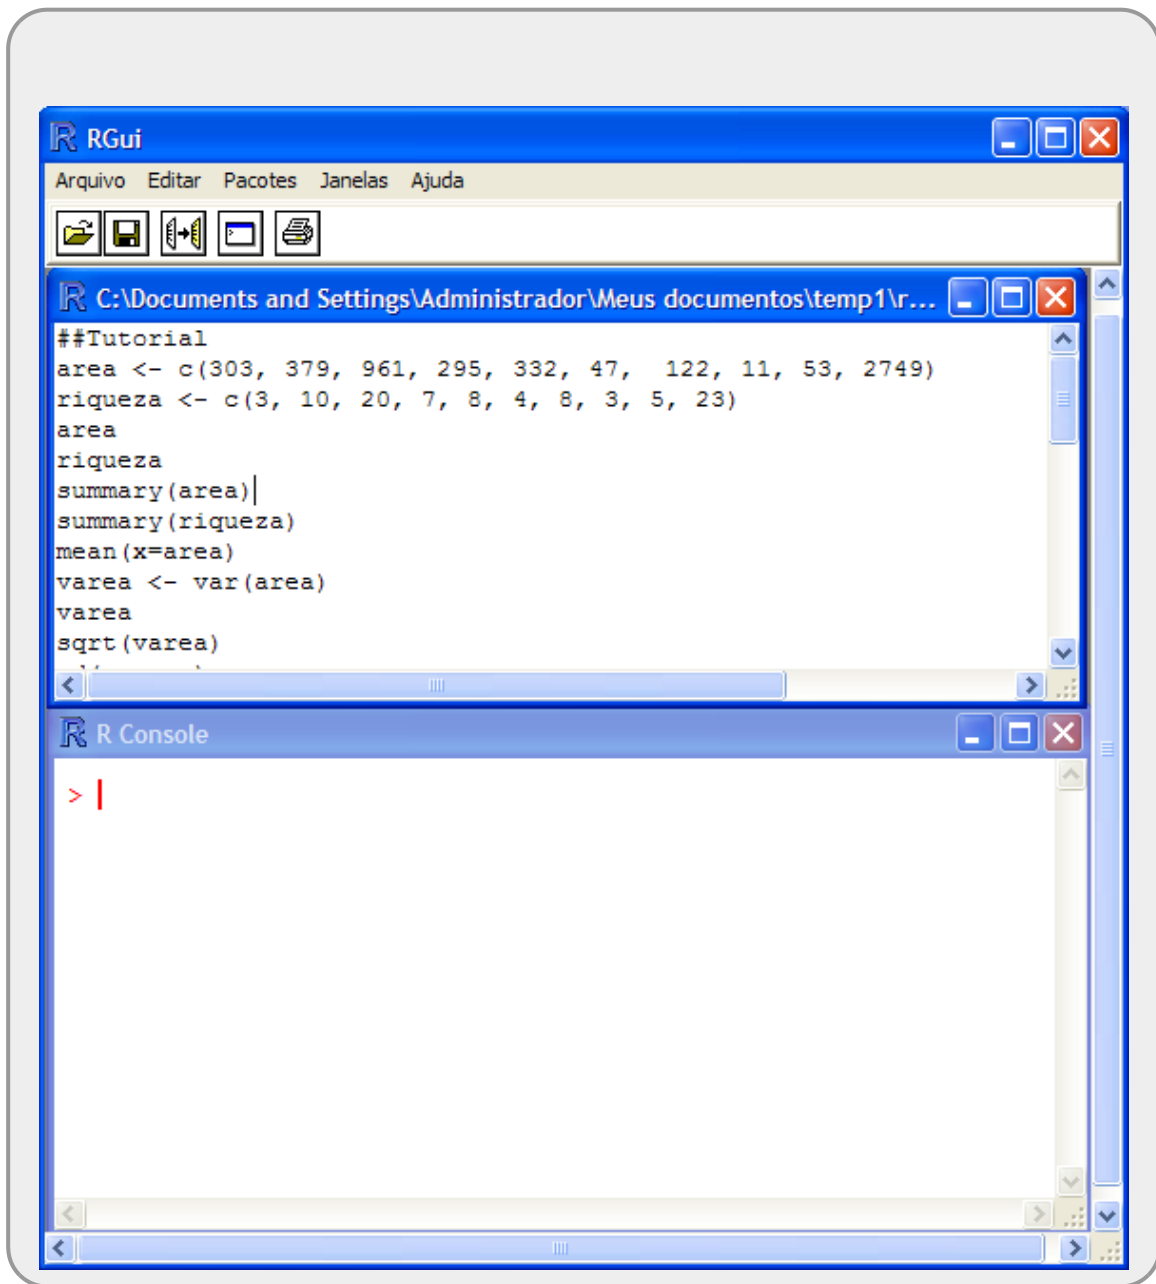 RGui
Arquivo Editar Pacotes Janelas Ajuda
C:\Documents and Settings\Administrador\Meus documentos\temp1\r...
##Tutorial
area <- c(303, 379, 961, 295, 332, 47,  122, 11, 53, 2749)
riqueza <- c(3, 10, 20, 7, 8, 4, 8, 3, 5, 23)
area
riqueza
summary(area)
summary(riqueza)
mean(x=area)
varea <- var(area)
varea
sqrt(varea)
R Console
>